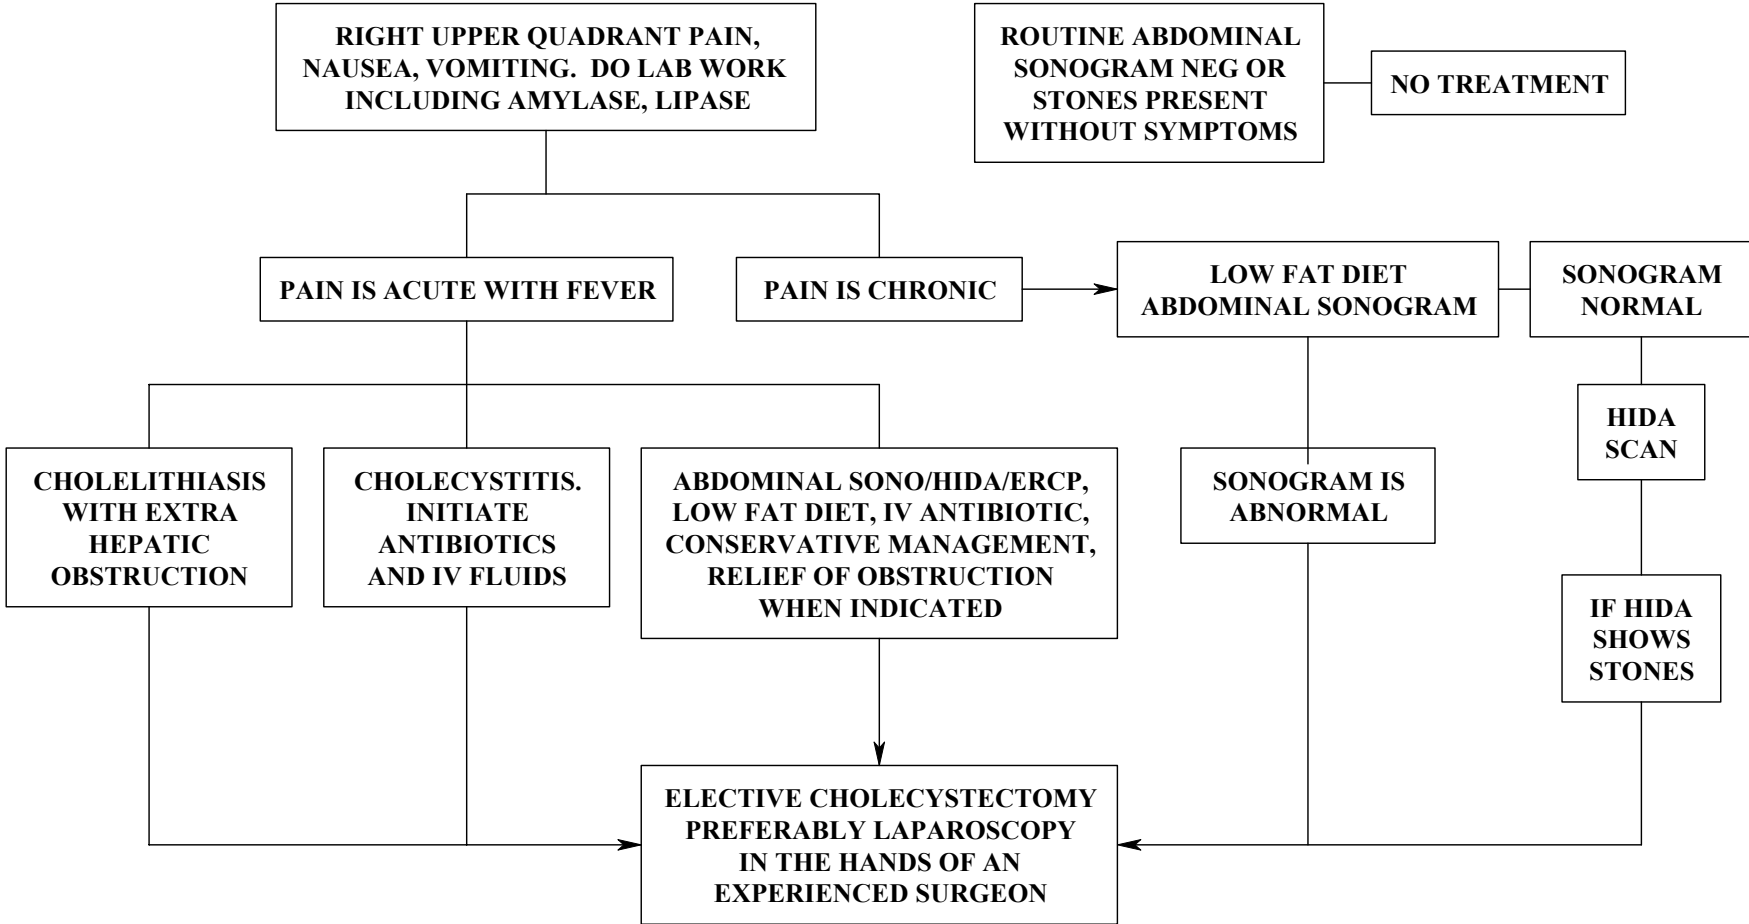 RIGHT UPPER QUADRANT PAIN,
NAUSEA, VOMITING. DO LAB WORK
INCLUDING AMYLASE, LIPASE
ROUTINE ABDOMINAL
SONOGRAM NEG OR
STONES PRESENT
WITHOUT SYMPTOMS
NO TREATMENT
PAIN IS ACUTE WITH FEVER
PAIN IS CHRONIC
LOW FAT DIET
ABDOMINAL SONOGRAM
SONOGRAM
NORMAL
HIDA
SCAN
CHOLELITHIASIS
WITH EXTRA
HEPATIC
OBSTRUCTION
CHOLECYSTITIS.
INITIATE
ANTIBIOTICS
AND IV FLUIDS
ABDOMINAL SONO/HIDA/ERCP,
LOW FAT DIET, IV ANTIBIOTIC,
CONSERVATIVE MANAGEMENT,
RELIEF OF OBSTRUCTION
WHEN INDICATED
SONOGRAM IS
ABNORMAL
IF HIDA
SHOWS
STONES
ELECTIVE CHOLECYSTECTOMY
PREFERABLY LAPAROSCOPY
IN THE HANDS OF AN
EXPERIENCED SURGEON